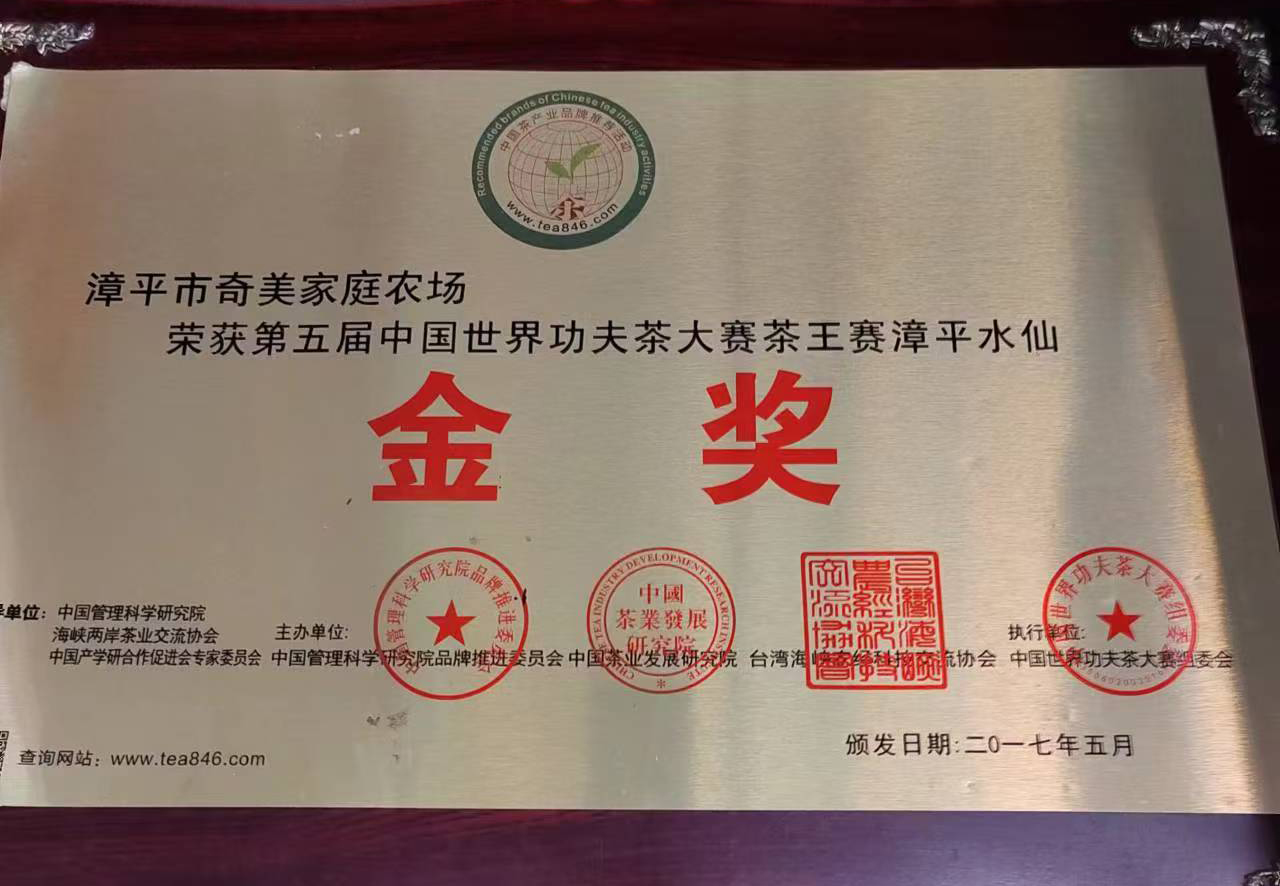 Recommended brands of Chinese tea industry activities
中国茶产业品牌推荐活动
www.tea846.com
漳平市奇美家庭农场
荣获第五届中国世界功夫茶大赛茶王赛漳平水仙
金 奖
单位：中国管理科学研究院
海峡两岸茶业交流协会
中国产学研合作促进会专家委员会
主办单位：
中国管理科学研究院品牌推进委员会 中国茶业发展研究院 台湾海峡农经科技交流协会
执行单位：
中国世界功夫茶大赛组委会
中国管理科学研究院品牌推进委员会
CHINA TEA INDUSTRY DEVELOPMENT RESEARCH INSTITUTE
中國
茶業發展
研究院
世界功夫茶大赛组委会
查询网站：www.tea846.com
颁发日期：二〇一七年五月